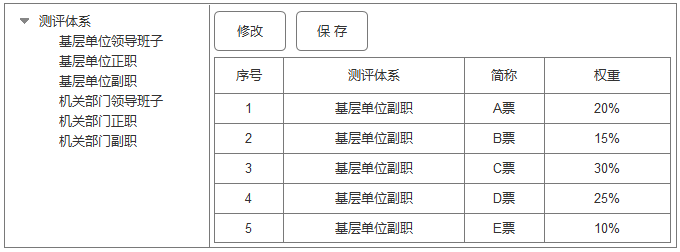 测评体系
基层单位领导班子
基层单位正职
基层单位副职
机关部门领导班子
机关部门正职
机关部门副职
修改 保 存
序号 测评体系 简称 权重
1 基层单位副职 A票 20%
2 基层单位副职 B票 15%
3 基层单位副职 C票 30%
4 基层单位副职 D票 25%
5 基层单位副职 E票 10%